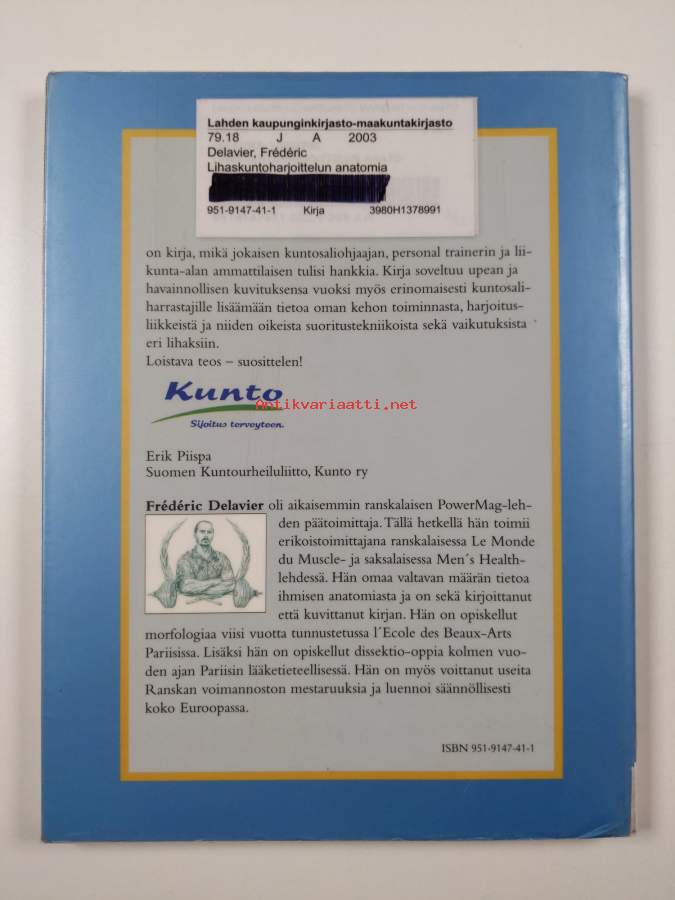 Lahden kaupunginkirjasto-maakuntakirjasto
79.18 J A 2003
Delavier, Frédéric
Lihaskuntoharjoittelun anatomia
951-9147-41-1 Kirja 3980H1378991
on kirja, mikä jokaisen kuntosaliohjaajan, personal trainerin ja lii-
kunta-alan ammattilaisen tulisi hankkia. Kirja soveltuu upean ja
havainnollisen kuvituksensa vuoksi myös erinomaisesti kuntosali-
harrastajille lisäämään tietoa oman kehon toiminnasta, harjoitus-
liikkeistä ja niiden oikeista suoritustekniikoista sekä vaikutuksista
eri lihaksiin.
Loistava teos – suosittelen!
Kunto
Antikvariaatti.net
Sijoitus terveyteen.
Erik Piispa
Suomen Kuntourheiluliitto, Kunto ry
Frédéric Delavier oli aikaisemmin ranskalaisen PowerMag-leh-
den päätoimittaja. Tällä hetkellä hän toimii
erikoistoimittajana ranskalaisessa Le Monde
du Muscle- ja saksalaisessa Men´s Health-
lehdessä. Hän omaa valtavan määrän tietoa
ihmisen anatomiasta ja on sekä kirjoittanut
että kuvittanut kirjan. Hän on opiskellut
morfologiaa viisi vuotta tunnustetussa l´Ecole des Beaux-Arts
Pariisissa. Lisäksi hän on opiskellut dissektio-oppia kolmen vuo-
den ajan Pariisin lääketieteellisessä. Hän on myös voittanut useita
Ranskan voimannoston mestaruuksia ja luennoi säännöllisesti
koko Euroopassa.
ISBN 951-9147-41-1